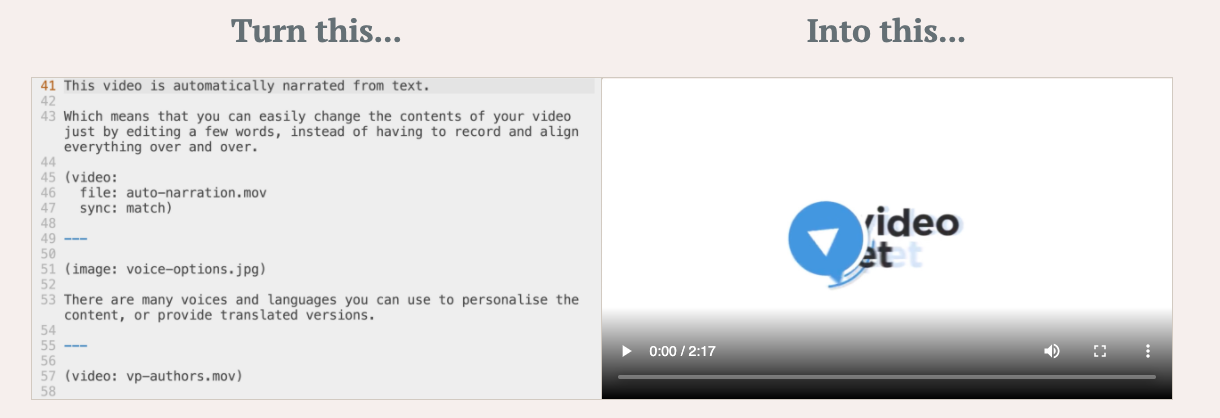 Turn this...
Into this...
41 This video is automatically narrated from text.
42
43 Which means that you can easily change the contents of your video
just by editing a few words, instead of having to record and align
everything over and over.
44
45 (video:
46   file: auto-narration.mov
47   sync: match)
48
49 ---
50
51 (image: voice-options.jpg)
52
53 There are many voices and languages you can use to personalise the
content, or provide translated versions.
54
55 ---
56
57 (video: vp-authors.mov)
58
video
et
0:00 / 2:17